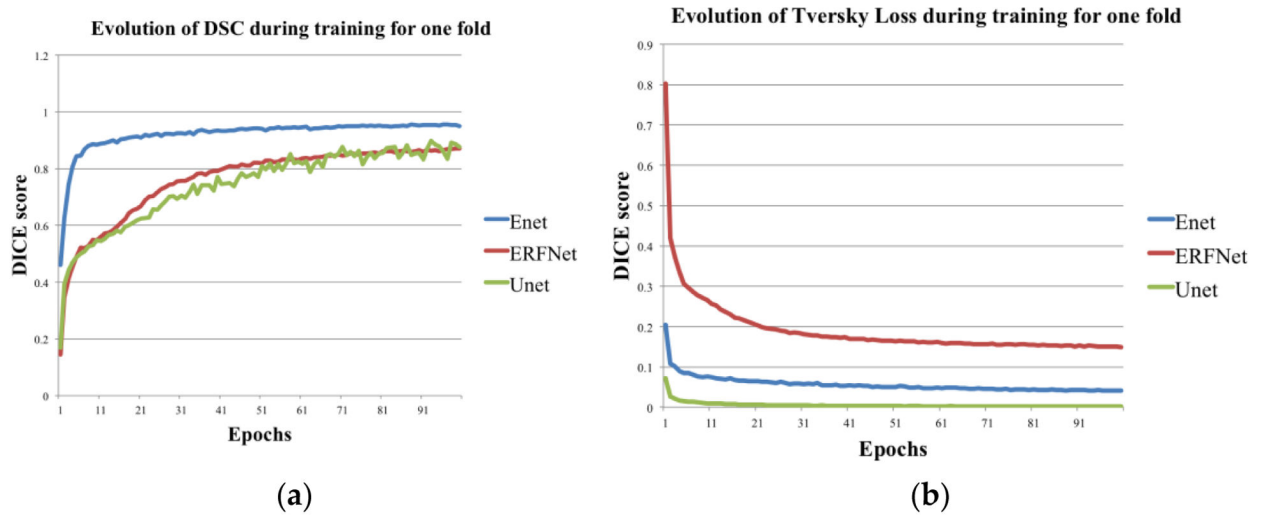 Evolution of DSC during training for one fold
1.2
1
0.8
0.6
0.4
0.2
0
DICE score
1 11 21 31 41 51 61 71 81 91
Epochs
Enet
ERFNet
Unet
(a)
Evolution of Tversky Loss during training for one fold
0.9
0.8
0.7
0.6
0.5
0.4
0.3
0.2
0.1
0
DICE score
1 11 21 31 41 51 61 71 81 91
Epochs
Enet
ERFNet
Unet
(b)